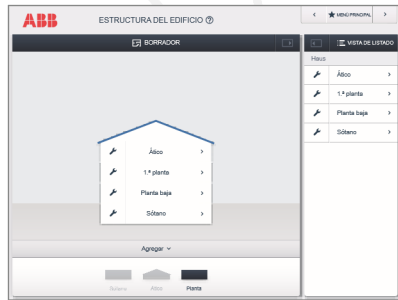 ABB
ESTRUCTURA DEL EDIFICIO ?
MENÚ PRINCIPAL
BORRADOR
VISTA DE LISTADO
Haus
Ático
1.ª planta
Planta baja
Sótano
Ático
1.ª planta
Planta baja
Sótano
Agregar
Sótano
Ático
Planta